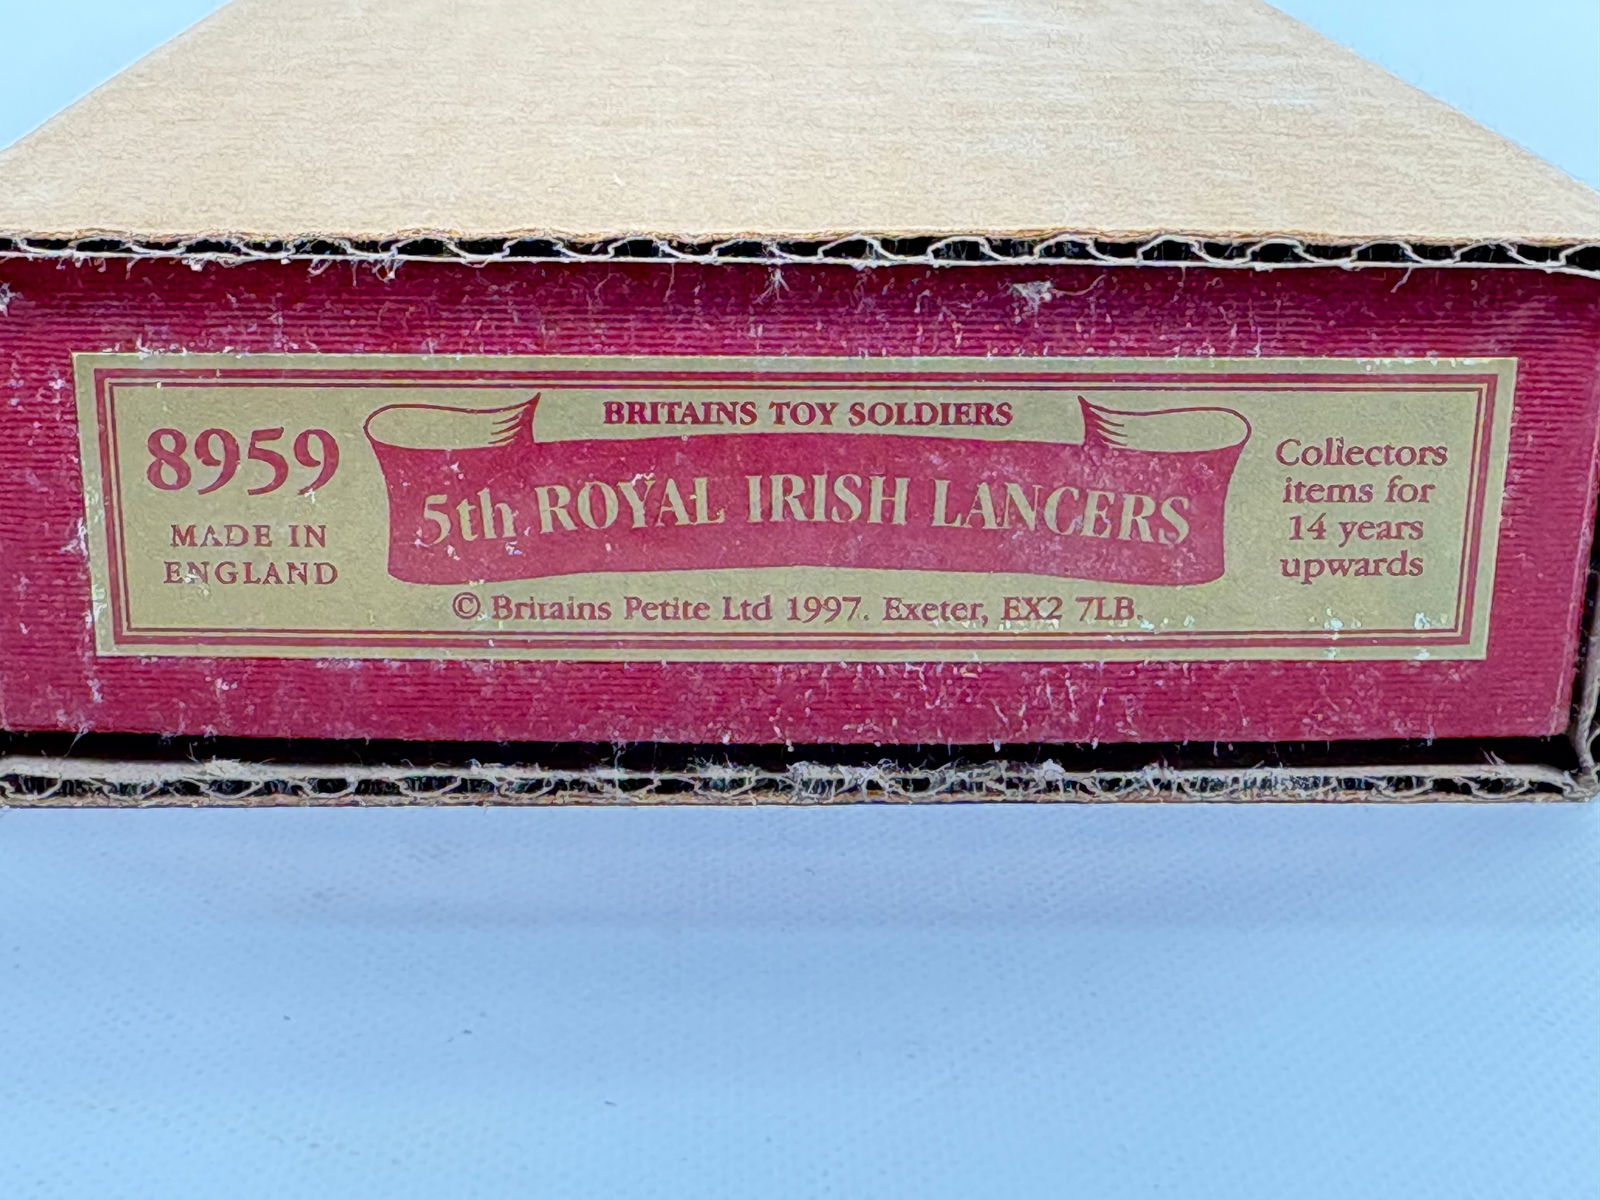 8959
MADE IN
ENGLAND
BRITAINS TOY SOLDIERS
5th ROYAL IRISH LANCERS
© Britains Petite Ltd 1997. Exeter, EX2 7LB.
Collectors
items for
14 years
upwards